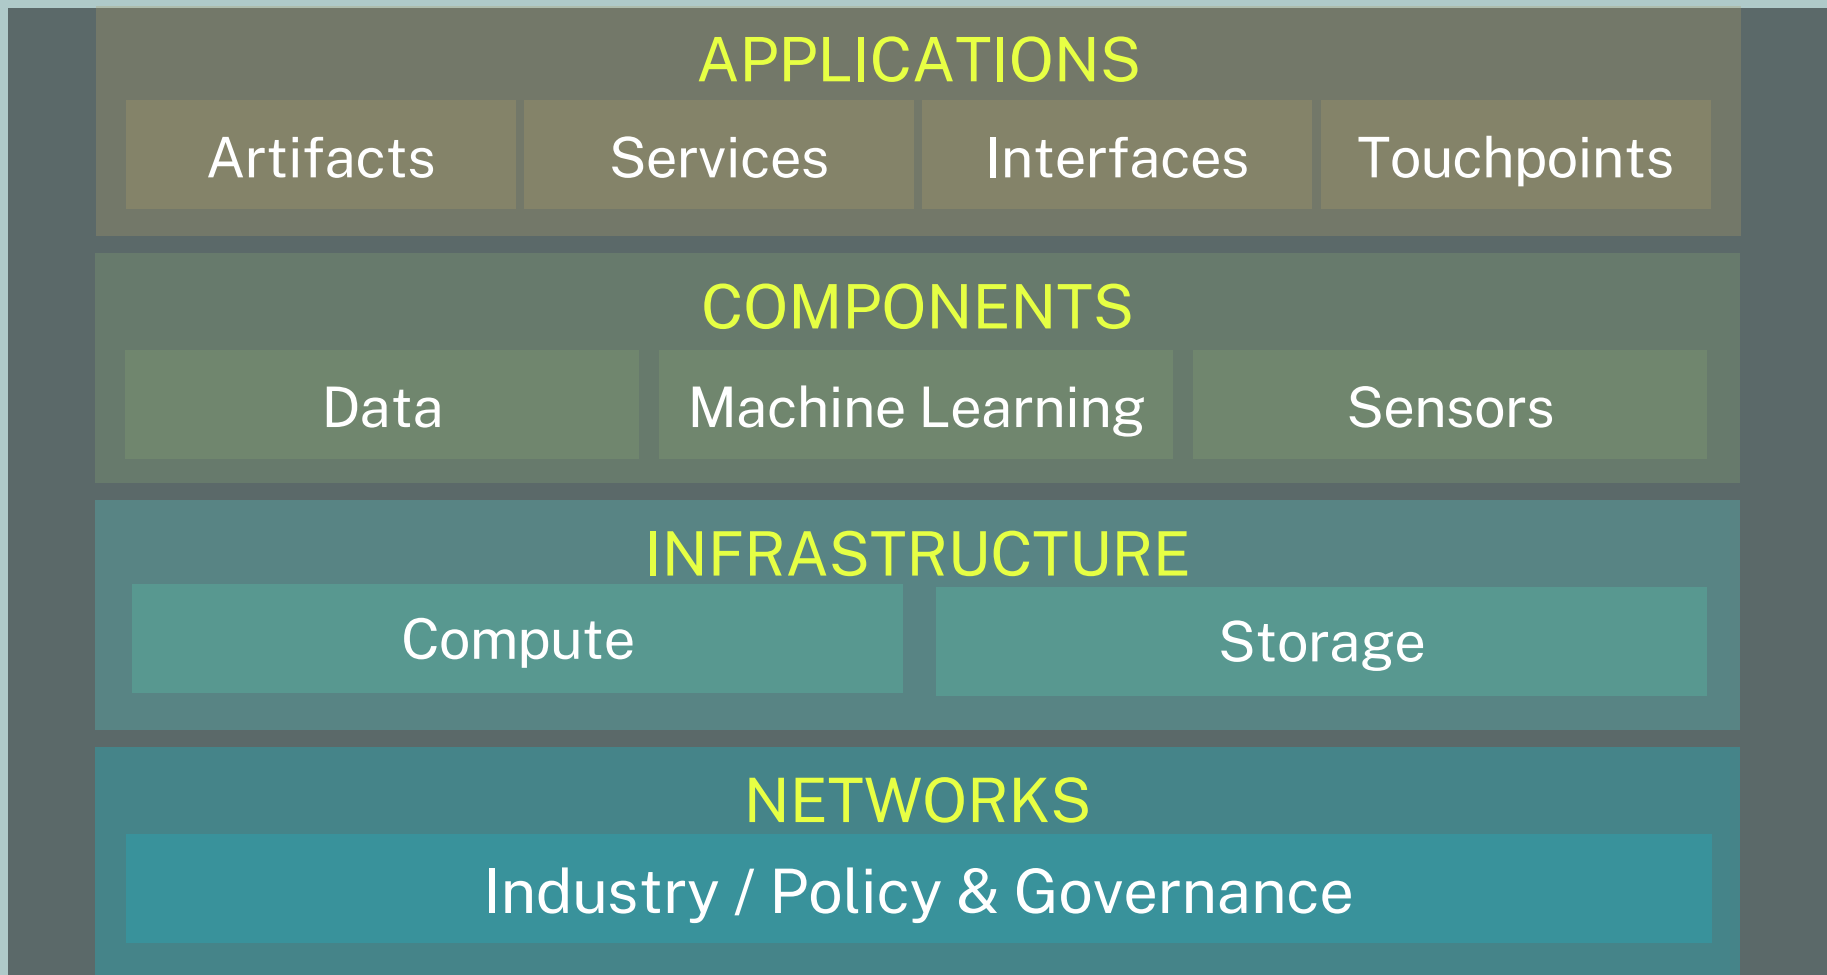 APPLICATIONS
Artifacts Services Interfaces Touchpoints
COMPONENTS
Data Machine Learning Sensors
INFRASTRUCTURE
Compute Storage
NETWORKS
Industry / Policy & Governance